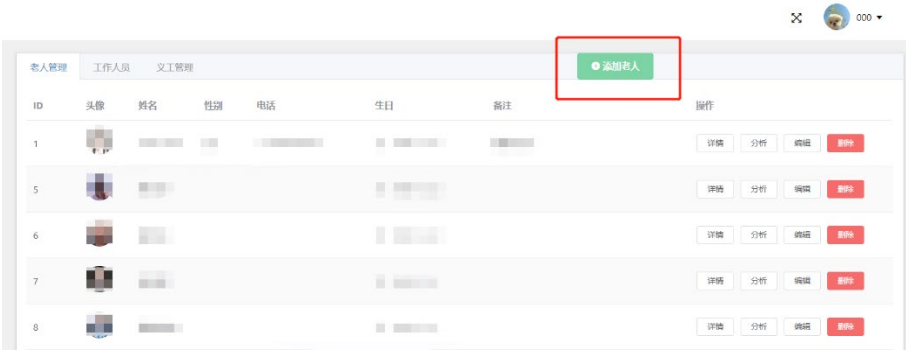 000
老人管理 工作人员 义工管理 添加老人
ID 头像 姓名 性别 电话 生日 备注 操作
1 详情 分析 编辑 删除
5 详情 分析 编辑 删除
6 详情 分析 编辑 删除
7 详情 分析 编辑 删除
8 详情 分析 编辑 删除